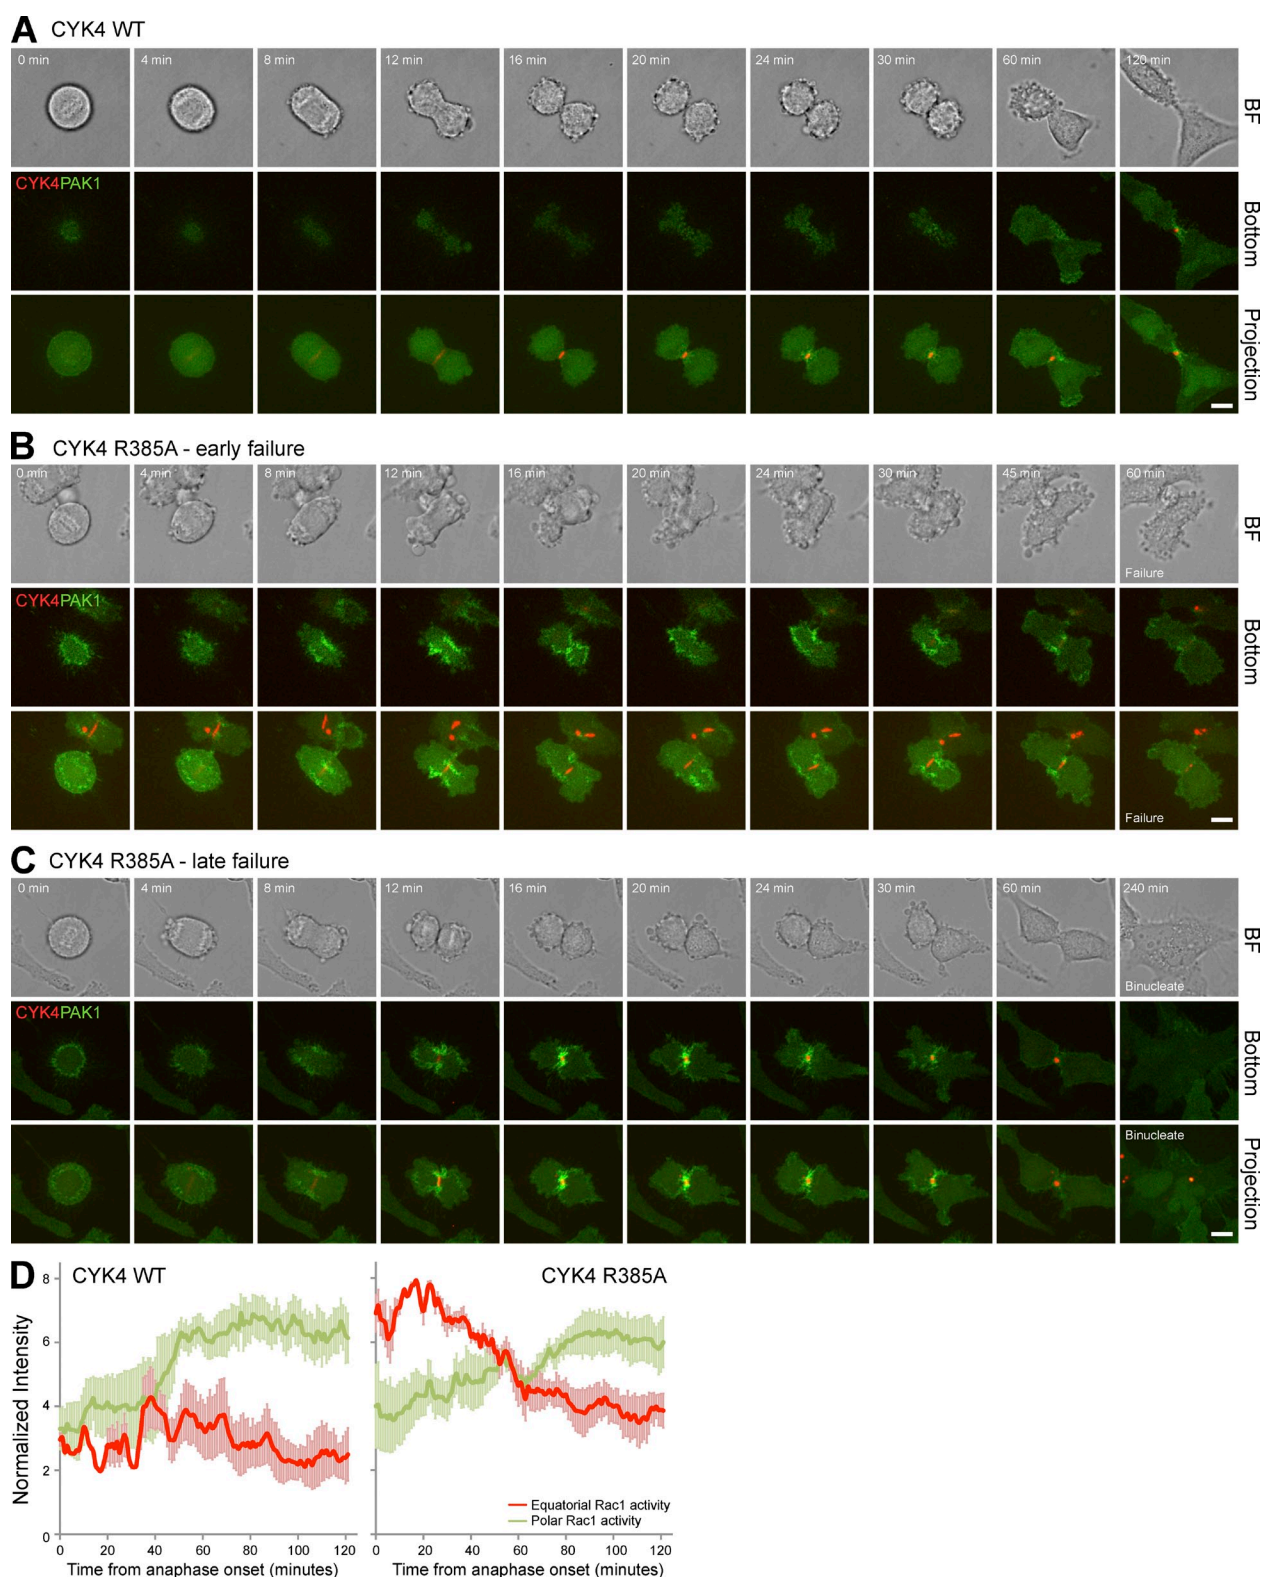 A CYK4 WT
0 min 4 min 8 min 12 min 16 min 20 min 24 min 30 min 60 min 120 min
BF
CYK4PAK1
Bottom
Projection
B CYK4 R385A - early failure
0 min 4 min 8 min 12 min 16 min 20 min 24 min 30 min 45 min 60 min
Failure
BF
CYK4PAK1
Bottom
Failure
Projection
C CYK4 R385A - late failure
0 min 4 min 8 min 12 min 16 min 20 min 24 min 30 min 60 min 240 min
Binucleate
BF
CYK4PAK1
Bottom
Binucleate
Projection
D CYK4 WT CYK4 R385A
Normalized Intensity
8
6
4
2
0
Equatorial Rac1 activity
Polar Rac1 activity
0 20 40 60 80 100 120 0 20 40 60 80 100 120
Time from anaphase onset (minutes) Time from anaphase onset (minutes)